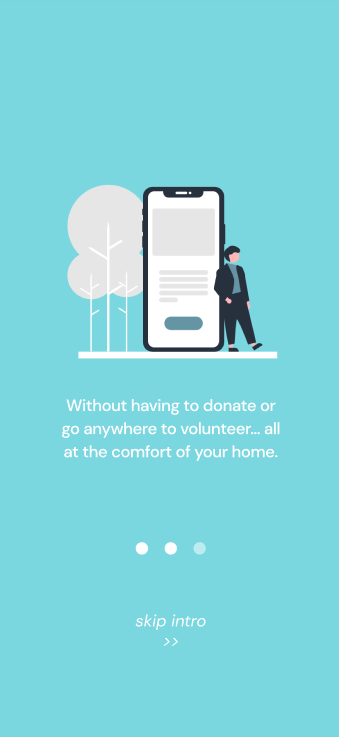 Without having to donate or
go anywhere to volunteer... all
at the comfort of your home.
skip intro
>>